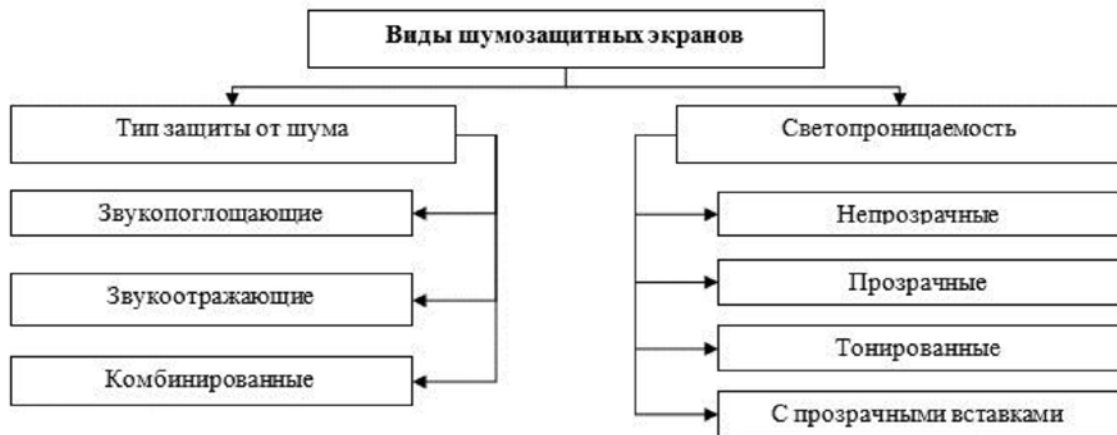 Виды шумозащитных экранов
Тип защиты от шума
Звукопоглощающие
Звукоотражающие
Комбинированные
Светопроницаемость
Непрозрачные
Прозрачные
Тонированные
С прозрачными вставками